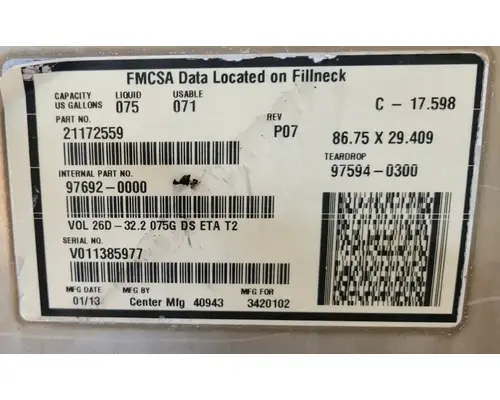 FMCSA Data Located on Fillneck
CAPACITY LIQUID USABLE
US GALLONS 075 071 C - 17.598
PART NO. REV
21172559 P07 86.75 X 29.409
TEARDROP
INTERNAL PART NO. 97594-0300
97692-0000
VOL 26D-32.2 075G DS ETA T2
SERIAL NO.
V011385977
MFG DATE MFG BY MFG FOR
01/13 Center Mfg 40943 3420102